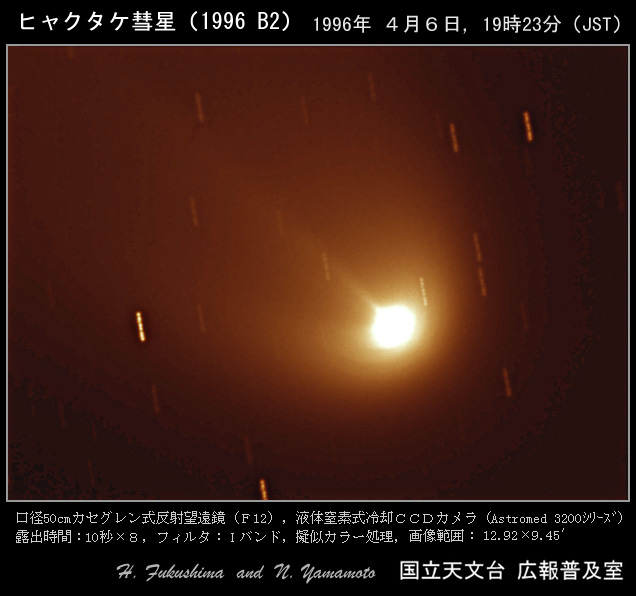 ヒャクタケ彗星（1996 B2） 1996年 ４月６日，19時23分（JST）
口径50cmカセグレン式反射望遠鏡（Ｆ12），液体窒素式冷却ＣＣＤカメラ（Astromed 3200ｼﾘｰｽﾞ）
露出時間：10秒×８，フィルタ：Ｉバンド，擬似カラー処理，画像範囲：12.92×9.45′
H. Fukushima and N. Yamamoto 国立天文台 広報普及室